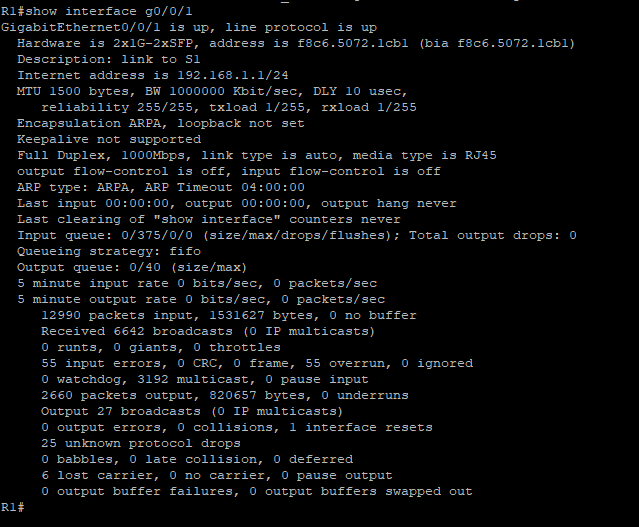 R1#show interface g0/0/1
GigabitEthernet0/0/1 is up, line protocol is up
Hardware is 2x1G-2xSFP, address is f8c6.5072.1cb1 (bia f8c6.5072.1cb1)
Description: link to S1
Internet address is 192.168.1.1/24
MTU 1500 bytes, BW 1000000 Kbit/sec, DLY 10 usec,
reliability 255/255, txload 1/255, rxload 1/255
Encapsulation ARPA, loopback not set
Keepalive not supported
Full Duplex, 1000Mbps, link type is auto, media type is RJ45
output flow-control is off, input flow-control is off
ARP type: ARPA, ARP Timeout 04:00:00
Last input 00:00:00, output 00:00:00, output hang never
Last clearing of "show interface" counters never
Input queue: 0/375/0/0 (size/max/drops/flushes); Total output drops: 0
Queueing strategy: fifo
Output queue: 0/40 (size/max)
5 minute input rate 0 bits/sec, 0 packets/sec
5 minute output rate 0 bits/sec, 0 packets/sec
12990 packets input, 1531627 bytes, 0 no buffer
Received 6642 broadcasts (0 IP multicasts)
0 runts, 0 giants, 0 throttles
55 input errors, 0 CRC, 0 frame, 55 overrun, 0 ignored
0 watchdog, 3192 multicast, 0 pause input
2660 packets output, 820657 bytes, 0 underruns
Output 27 broadcasts (0 IP multicasts)
0 output errors, 0 collisions, 1 interface resets
25 unknown protocol drops
0 babbles, 0 late collision, 0 deferred
6 lost carrier, 0 no carrier, 0 pause output
0 output buffer failures, 0 output buffers swapped out
R1#